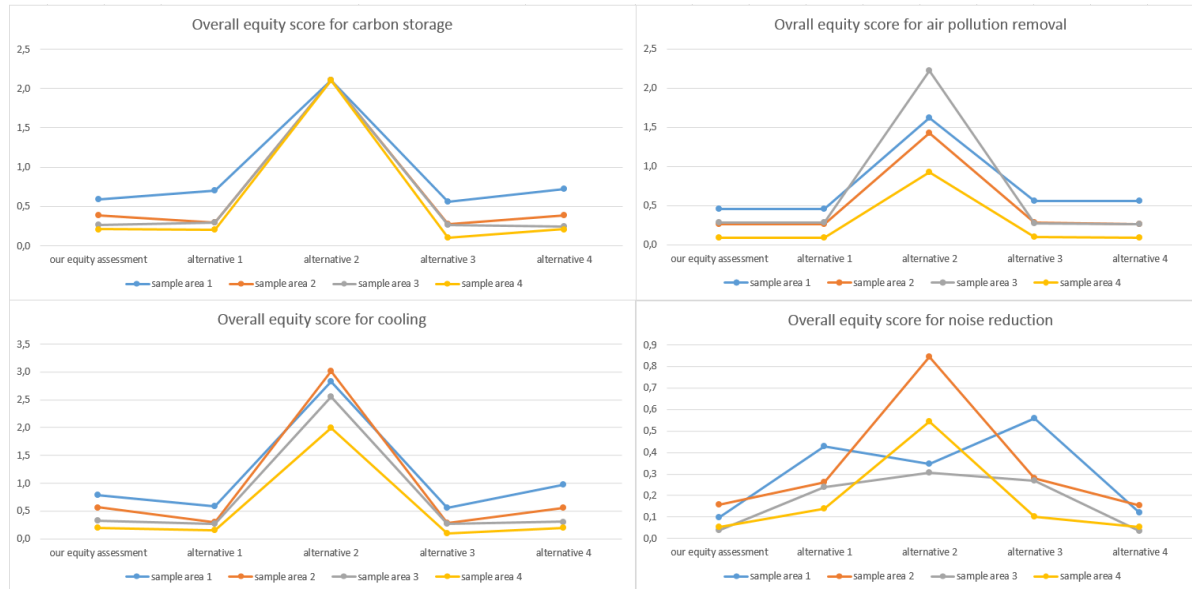 Overall equity score for carbon storage
2,5
2,0
1,5
1,0
0,5
0,0
our equity assessment alternative 1 alternative 2 alternative 3 alternative 4
sample area 1 sample area 2 sample area 3 sample area 4
Ovrall equity score for air pollution removal
2,5
2,0
1,5
1,0
0,5
0,0
our equity assessment alternative 1 alternative 2 alternative 3 alternative 4
sample area 1 sample area 2 sample area 3 sample area 4
Overall equity score for cooling
3,5
3,0
2,5
2,0
1,5
1,0
0,5
0,0
our equity assessment alternative 1 alternative 2 alternative 3 alternative 4
sample area 1 sample area 2 sample area 3 sample area 4
Overall equity score for noise reduction
0,9
0,8
0,7
0,6
0,5
0,4
0,3
0,2
0,1
0,0
our equity assessment alternative 1 alternative 2 alternative 3 alternative 4
sample area 1 sample area 2 sample area 3 sample area 4